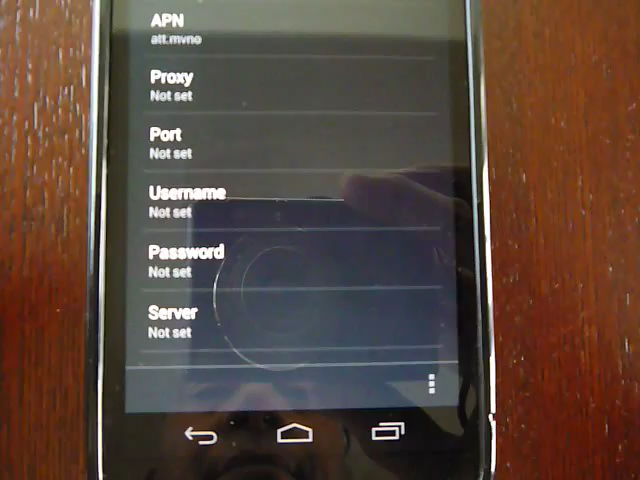 APN
att.mvno
Proxy
Not set
Port
Not set
Username
Not set
Password
Not set
Server
Not set